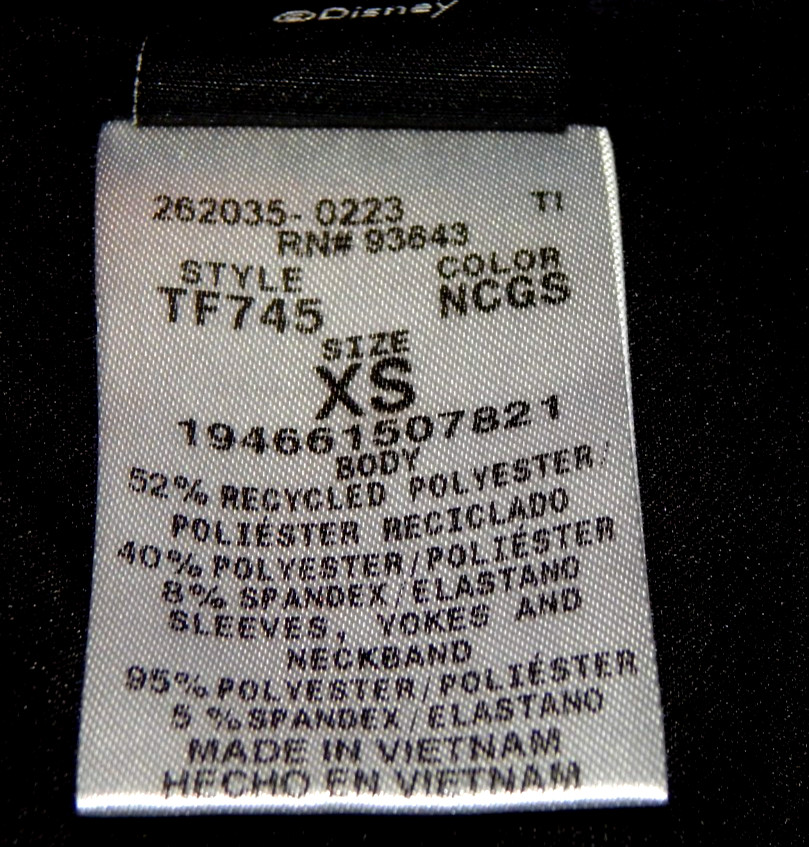 ©Disney
262035- 0223 TI
RN# 93643
STYLE COLOR
TF745 NCGS
SIZE
XS
194661507821
BODY
52% RECYCLED POLYESTER/
POLIÉSTER RECICLADO
40% POLYESTER/POLIÉSTER
8% SPANDEX/ELASTANO
SLEEVES, YOKES AND
NECKBAND
95% POLYESTER/POLIÉSTER
5 % SPANDEX/ELASTANO
MADE IN VIETNAM
HECHO EN VIETNAM